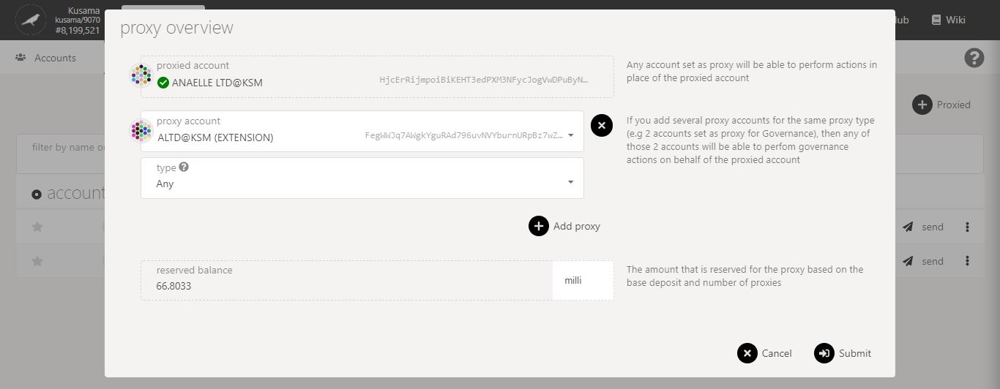 Kusama
kusama/9070
#8,199,521
Wiki
Accounts
proxy overview
proxied account
ANAELLE LTD@KSM
HjcErRijmpoiBiKEHT3edPXM3NFycJogVwDPuByN…
Any account set as proxy will be able to perform actions in
place of the proxied account
Proxied
proxy account
ALTD@KSM (EXTENSION)
FegWWJq7AWgkYguRAd796uvNVYburnURpBz7wZ…
If you add several proxy accounts for the same proxy type
(e.g 2 accounts set as proxy for Governance), then any of
those 2 accounts will be able to perfom governance
actions on behalf of the proxied account
filter by name o
type
Any
account
Add proxy
send
send
reserved balance
66.8033
milli
The amount that is reserved for the proxy based on the
base deposit and number of proxies
Cancel
Submit